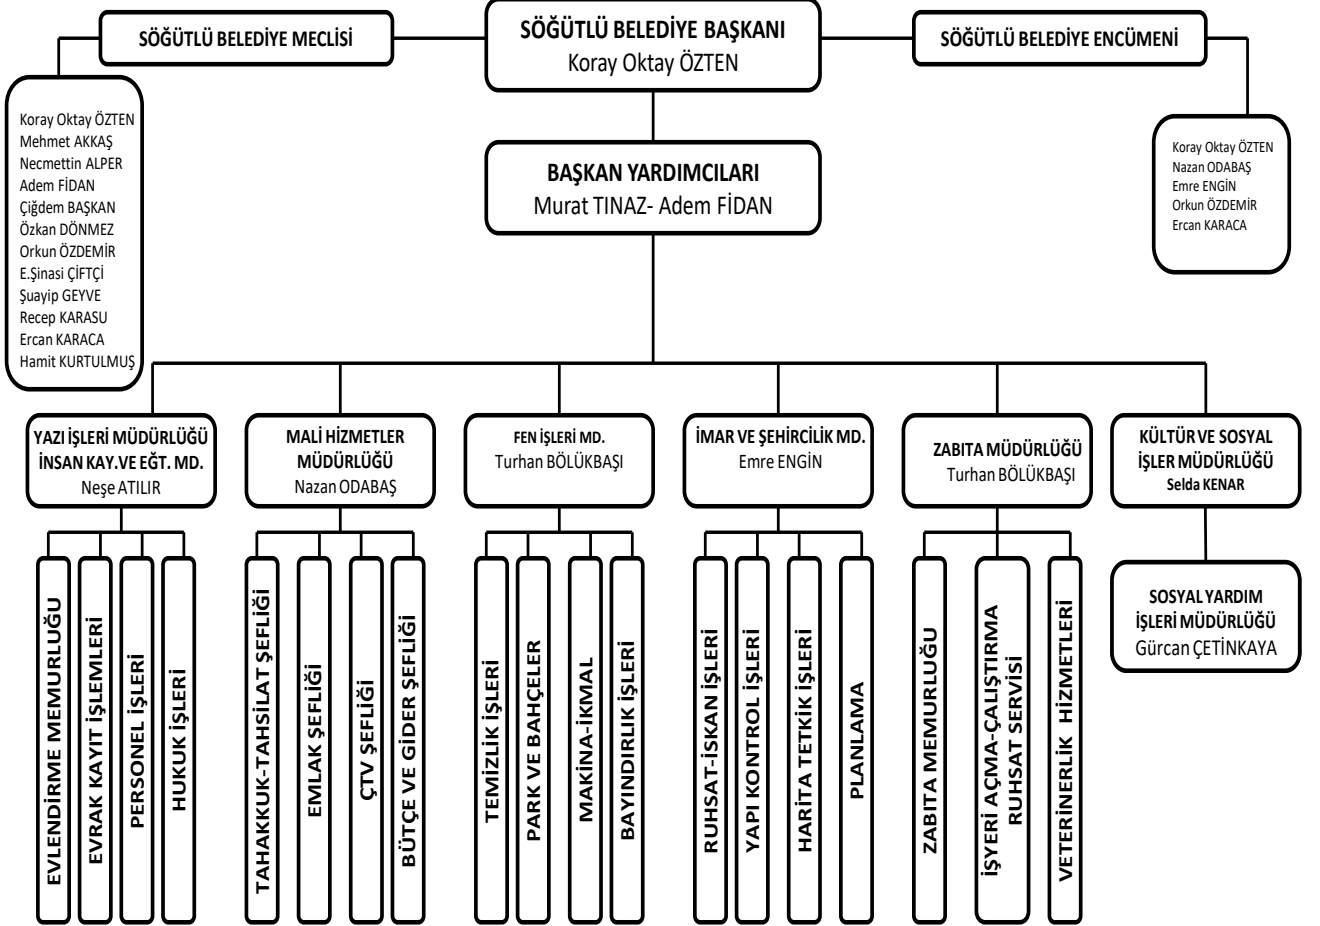 SÖĞÜTLÜ BELEDİYE MECLİSİ
SÖĞÜTLÜ BELEDİYE BAŞKANI
Koray Oktay ÖZTEN
SÖĞÜTLÜ BELEDİYE ENCÜMENİ
Koray Oktay ÖZTEN
Mehmet AKKAŞ
Necmettin ALPER
Adem FİDAN
Çiğdem BAŞKAN
Özkan DÖNMEZ
Orkun ÖZDEMİR
E.Şinasi ÇİFTÇİ
Şuayip GEYVE
Recep KARASU
Ercan KARACA
Hamit KURTULMUŞ
BAŞKAN YARDIMCILARI
Murat TINAZ- Adem FİDAN
Koray Oktay ÖZTEN
Nazan ODABAŞ
Emre ENGİN
Orkun ÖZDEMİR
Ercan KARACA
YAZI İŞLERİ MÜDÜRLÜĞÜ
İNSAN KAY.VE EĞT. MD.
Neşe ATILIR
MALİ HİZMETLER
MÜDÜRLÜĞÜ
Nazan ODABAŞ
FEN İŞLERİ MD.
Turhan BÖLÜKBAŞI
İMAR VE ŞEHİRCİLİK MD.
Emre ENGİN
ZABITA MÜDÜRLÜĞÜ
Turhan BÖLÜKBAŞI
KÜLTÜR VE SOSYAL
İŞLER MÜDÜRLÜĞÜ
Selda KENAR
EVLENDİRME MEMURLUĞU
EVRAK KAYIT İŞLEMLERİ
PERSONEL İŞLERİ
HUKUK İŞLERİ
TAHAKKUK-TAHSİLAT ŞEFLİĞİ
EMLAK ŞEFLİĞİ
ÇTV ŞEFLİĞİ
BÜTÇE VE GİDER ŞEFLİĞİ
TEMİZLİK İŞLERİ
PARK VE BAHÇELER
MAKİNA-İKMAL
BAYINDIRLIK İŞLERİ
RUHSAT-İSKAN İŞLERİ
YAPI KONTROL İŞLERİ
HARİTA TETKİK İŞLERİ
PLANLAMA
ZABITA MEMURLUĞU
İŞYERİ AÇMA-ÇALIŞTIRMA
RUHSAT SERVİSİ
VETERİNERLİK HİZMETLERİ
SOSYAL YARDIM
İŞLERİ MÜDÜRLÜĞÜ
Gürcan ÇETİNKAYA